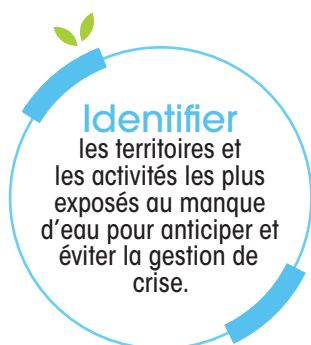 Identifier
les territoires et
les activités les plus
exposés au manque
d'eau pour anticiper et
éviter la gestion de
crise.